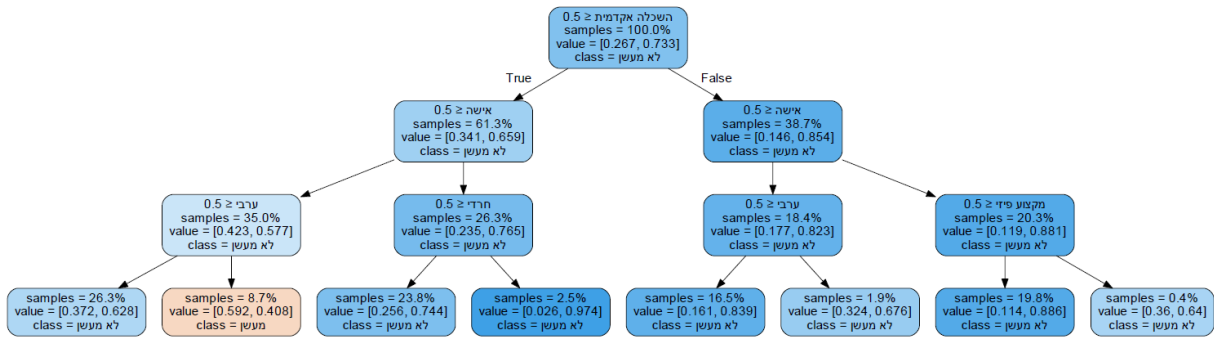 השכלה אקדמית ≤ 0.5
samples = 100.0%
value = [0.267, 0.733]
class = לא מעשן
True
False
אישה ≤ 0.5
samples = 61.3%
value = [0.341, 0.659]
class = לא מעשן
אישה ≤ 0.5
samples = 38.7%
value = [0.146, 0.854]
class = לא מעשן
ערבי ≤ 0.5
samples = 35.0%
value = [0.423, 0.577]
class = לא מעשן
חרדי ≤ 0.5
samples = 26.3%
value = [0.235, 0.765]
class = לא מעשן
ערבי ≤ 0.5
samples = 18.4%
value = [0.177, 0.823]
class = לא מעשן
מקצוע פיזי ≤ 0.5
samples = 20.3%
value = [0.119, 0.881]
class = לא מעשן
samples = 26.3%
value = [0.372, 0.628]
class = לא מעשן
samples = 8.7%
value = [0.592, 0.408]
class = מעשן
samples = 23.8%
value = [0.256, 0.744]
class = לא מעשן
samples = 2.5%
value = [0.026, 0.974]
class = לא מעשן
samples = 16.5%
value = [0.161, 0.839]
class = לא מעשן
samples = 1.9%
value = [0.324, 0.676]
class = לא מעשן
samples = 19.8%
value = [0.114, 0.886]
class = לא מעשן
samples = 0.4%
value = [0.36, 0.64]
class = לא מעשן